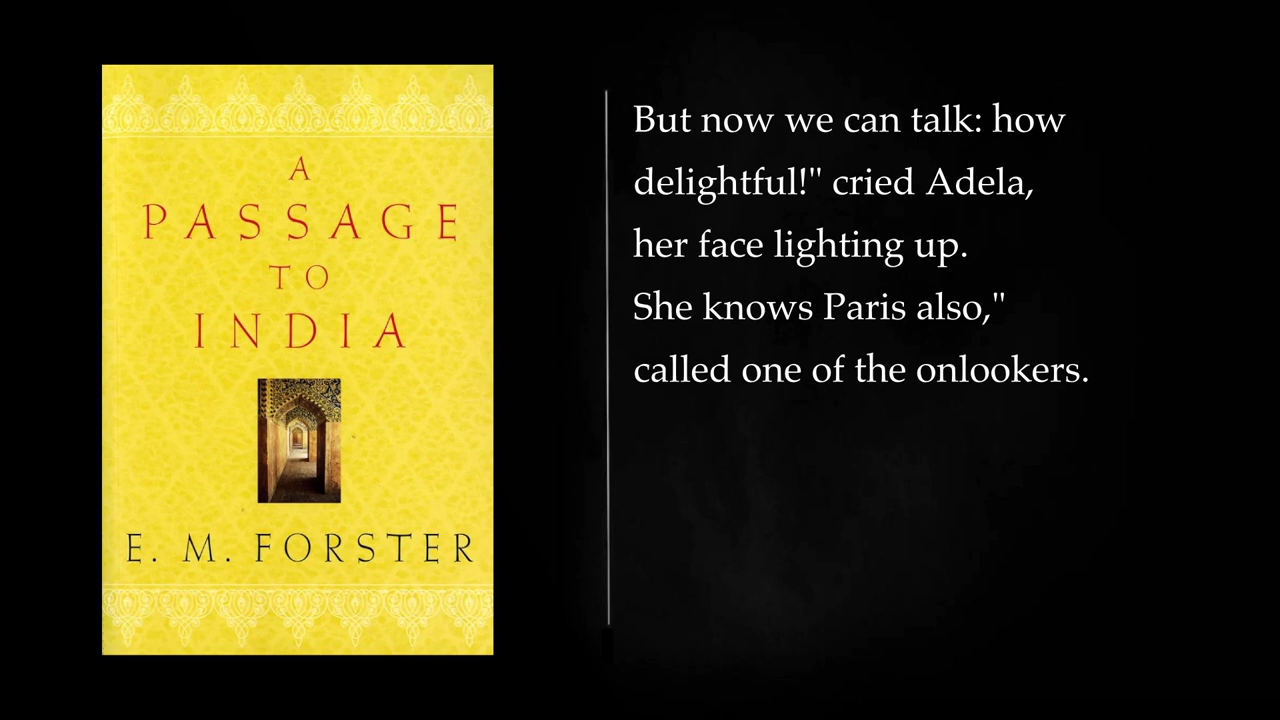 A
PASSAGE
TO
INDIA
E. M. FORSTER
But now we can talk: how
delightful!" cried Adela,
her face lighting up.
She knows Paris also,"
called one of the onlookers.